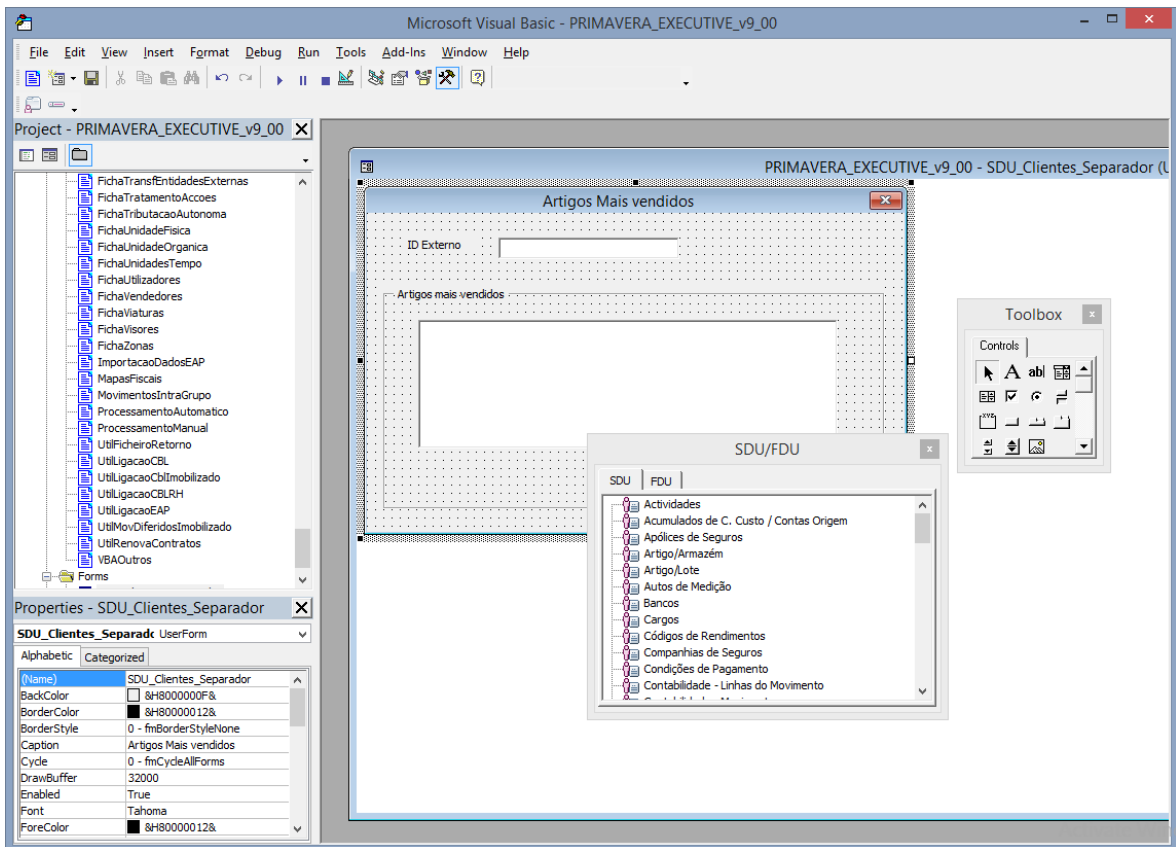 Microsoft Visual Basic - PRIMAVERA_EXECUTIVE_v9_00
File Edit View Insert Format Debug Run Tools Add-Ins Window Help
Project - PRIMAVERA_EXECUTIVE_v9_00
FichaTransfEntidadesExternas
FichaTratamentoAccoes
FichaTributacaoAutonoma
FichaUnidadeFisica
FichaUnidadeOrganica
FichaUnidadesTempo
FichaUtilizadores
FichaVendedores
FichaViaturas
FichaVisores
FichaZonas
ImportacaoDadosEAP
MapasFiscais
MovimentosIntraGrupo
ProcessamentoAutomatico
ProcessamentoManual
UtilFicheiroRetorno
UtilLigacaoCBL
UtilLigacaoCblImobilizado
UtilLigacaoCBLRH
UtilLigacaoEAP
UtilMovDiferidosImobilizado
UtilRenovaContratos
VBAOutros
Forms
Properties - SDU_Clientes_Separador
SDU_Clientes_Separadc UserForm
Alphabetic Categorized
(Name) SDU_Clientes_Separador
BackColor &H8000000F&
BorderColor &H80000012&
BorderStyle 0 - fmBorderStyleNone
Caption Artigos Mais vendidos
Cycle 0 - fmCycleAllForms
DrawBuffer 32000
Enabled True
Font Tahoma
ForeColor &H80000012&
PRIMAVERA_EXECUTIVE_v9_00 - SDU_Clientes_Separador (U
Artigos Mais vendidos
ID Externo
Artigos mais vendidos
SDU/FDU
SDU FDU
Actividades
Acumulados de C. Custo / Contas Origem
Apólices de Seguros
Artigo/Armazém
Artigo/Lote
Autos de Medição
Bancos
Cargos
Códigos de Rendimentos
Companhias de Seguros
Condições de Pagamento
Contabilidade - Linhas do Movimento
Toolbox
Controls
A abl
xyz